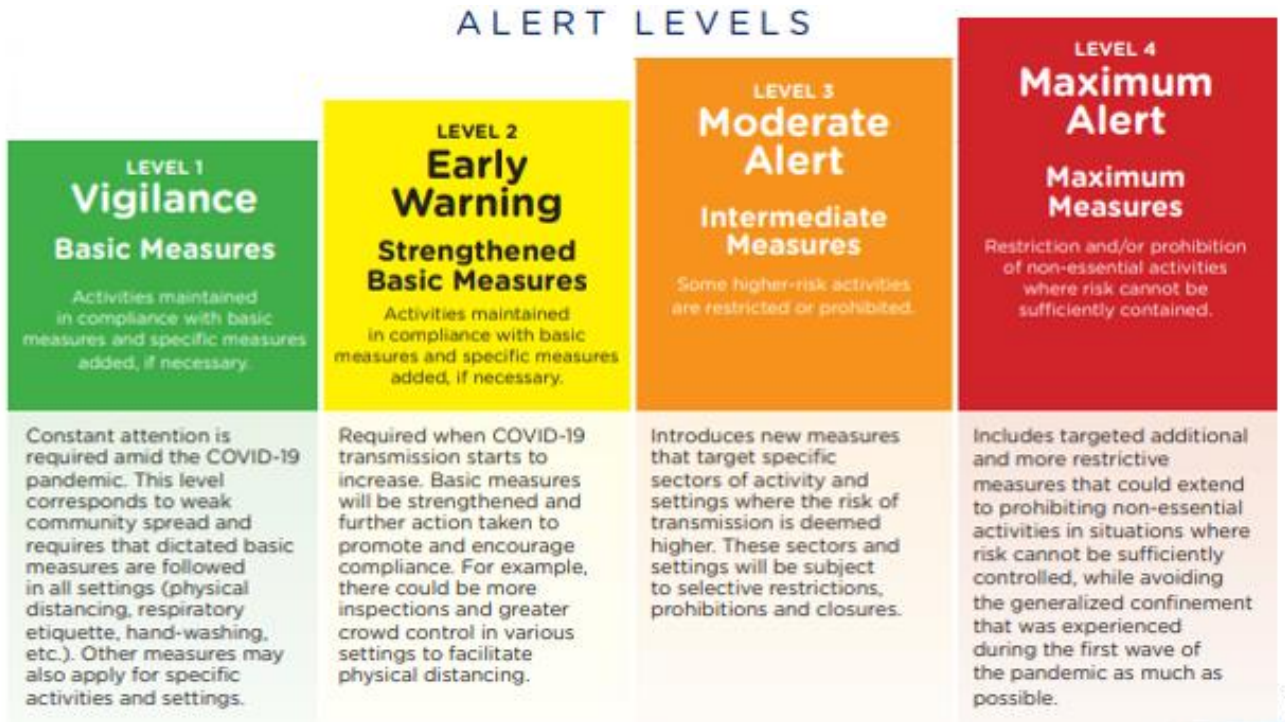 ALERT LEVELS
LEVEL 1
Vigilance
Basic Measures
Activities maintained
in compliance with basic
measures and specific measures
added, if necessary.
Constant attention is
required amid the COVID-19
pandemic. This level
corresponds to weak
community spread and
requires that dictated basic
measures are followed
in all settings (physical
distancing, respiratory
etiquette, hand-washing,
etc.). Other measures may
also apply for specific
activities and settings.
LEVEL 2
Early
Warning
Strengthened
Basic Measures
Activities maintained
in compliance with basic
measures and specific measures
added, if necessary.
Required when COVID-19
transmission starts to
increase. Basic measures
will be strengthened and
further action taken to
promote and encourage
compliance. For example,
there could be more
inspections and greater
crowd control in various
settings to facilitate
physical distancing.
LEVEL 3
Moderate
Alert
Intermediate
Measures
Some higher-risk activities
are restricted or prohibited.
Introduces new measures
that target specific
sectors of activity and
settings where the risk of
transmission is deemed
higher. These sectors and
settings will be subject
to selective restrictions,
prohibitions and closures.
LEVEL 4
Maximum
Alert
Maximum
Measures
Restriction and/or prohibition
of non-essential activities
where risk cannot be
sufficiently contained.
Includes targeted additional
and more restrictive
measures that could extend
to prohibiting non-essential
activities in situations where
risk cannot be sufficiently
controlled, while avoiding
the generalized confinement
that was experienced
during the first wave of
the pandemic as much as
possible.